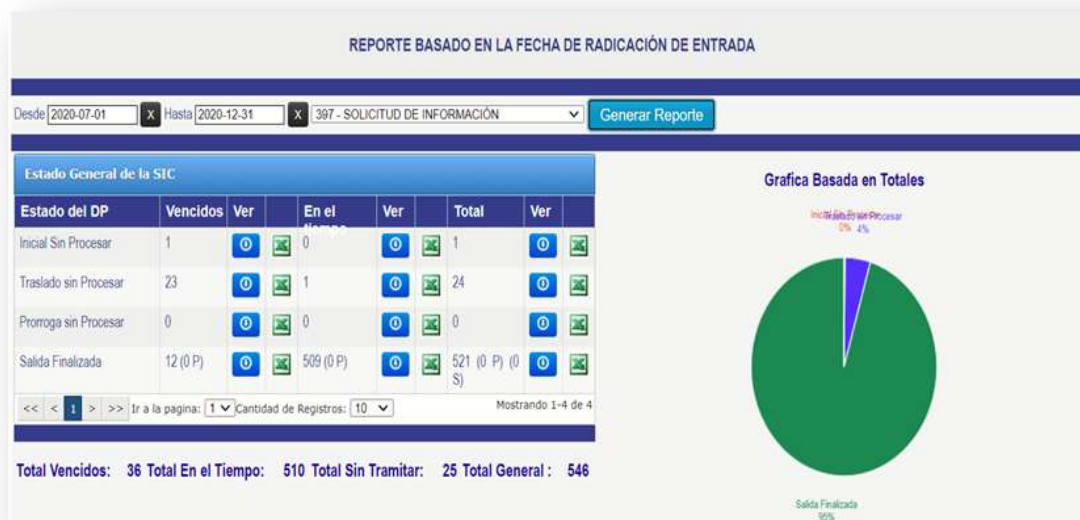 REPORTE BASADO EN LA FECHA DE RADICACIÓN DE ENTRADA
Desde 2020-07-01 X Hasta 2020-12-31 X 397 - SOLICITUD DE INFORMACIÓN Generar Reporte
Estado General de la SIC
Estado del DP Vencidos Ver En el tiempo Ver Total Ver
Inicial Sin Procesar 1 0 1
Traslado sin Procesar 23 1 24
Prorroga sin Procesar 0 0 0
Salida Finalizada 12 (0 P) 509 (0 P) 521 (0 P) (0
S)
<< < 1 > >> Ir a la pagina: 1 Cantidad de Registros: 10 Mostrando 1-4 de 4
Total Vencidos: 36 Total En el Tiempo: 510 Total Sin Tramitar: 25 Total General : 546
Grafica Basada en Totales
0% 4%
Salida Finalizada
95%